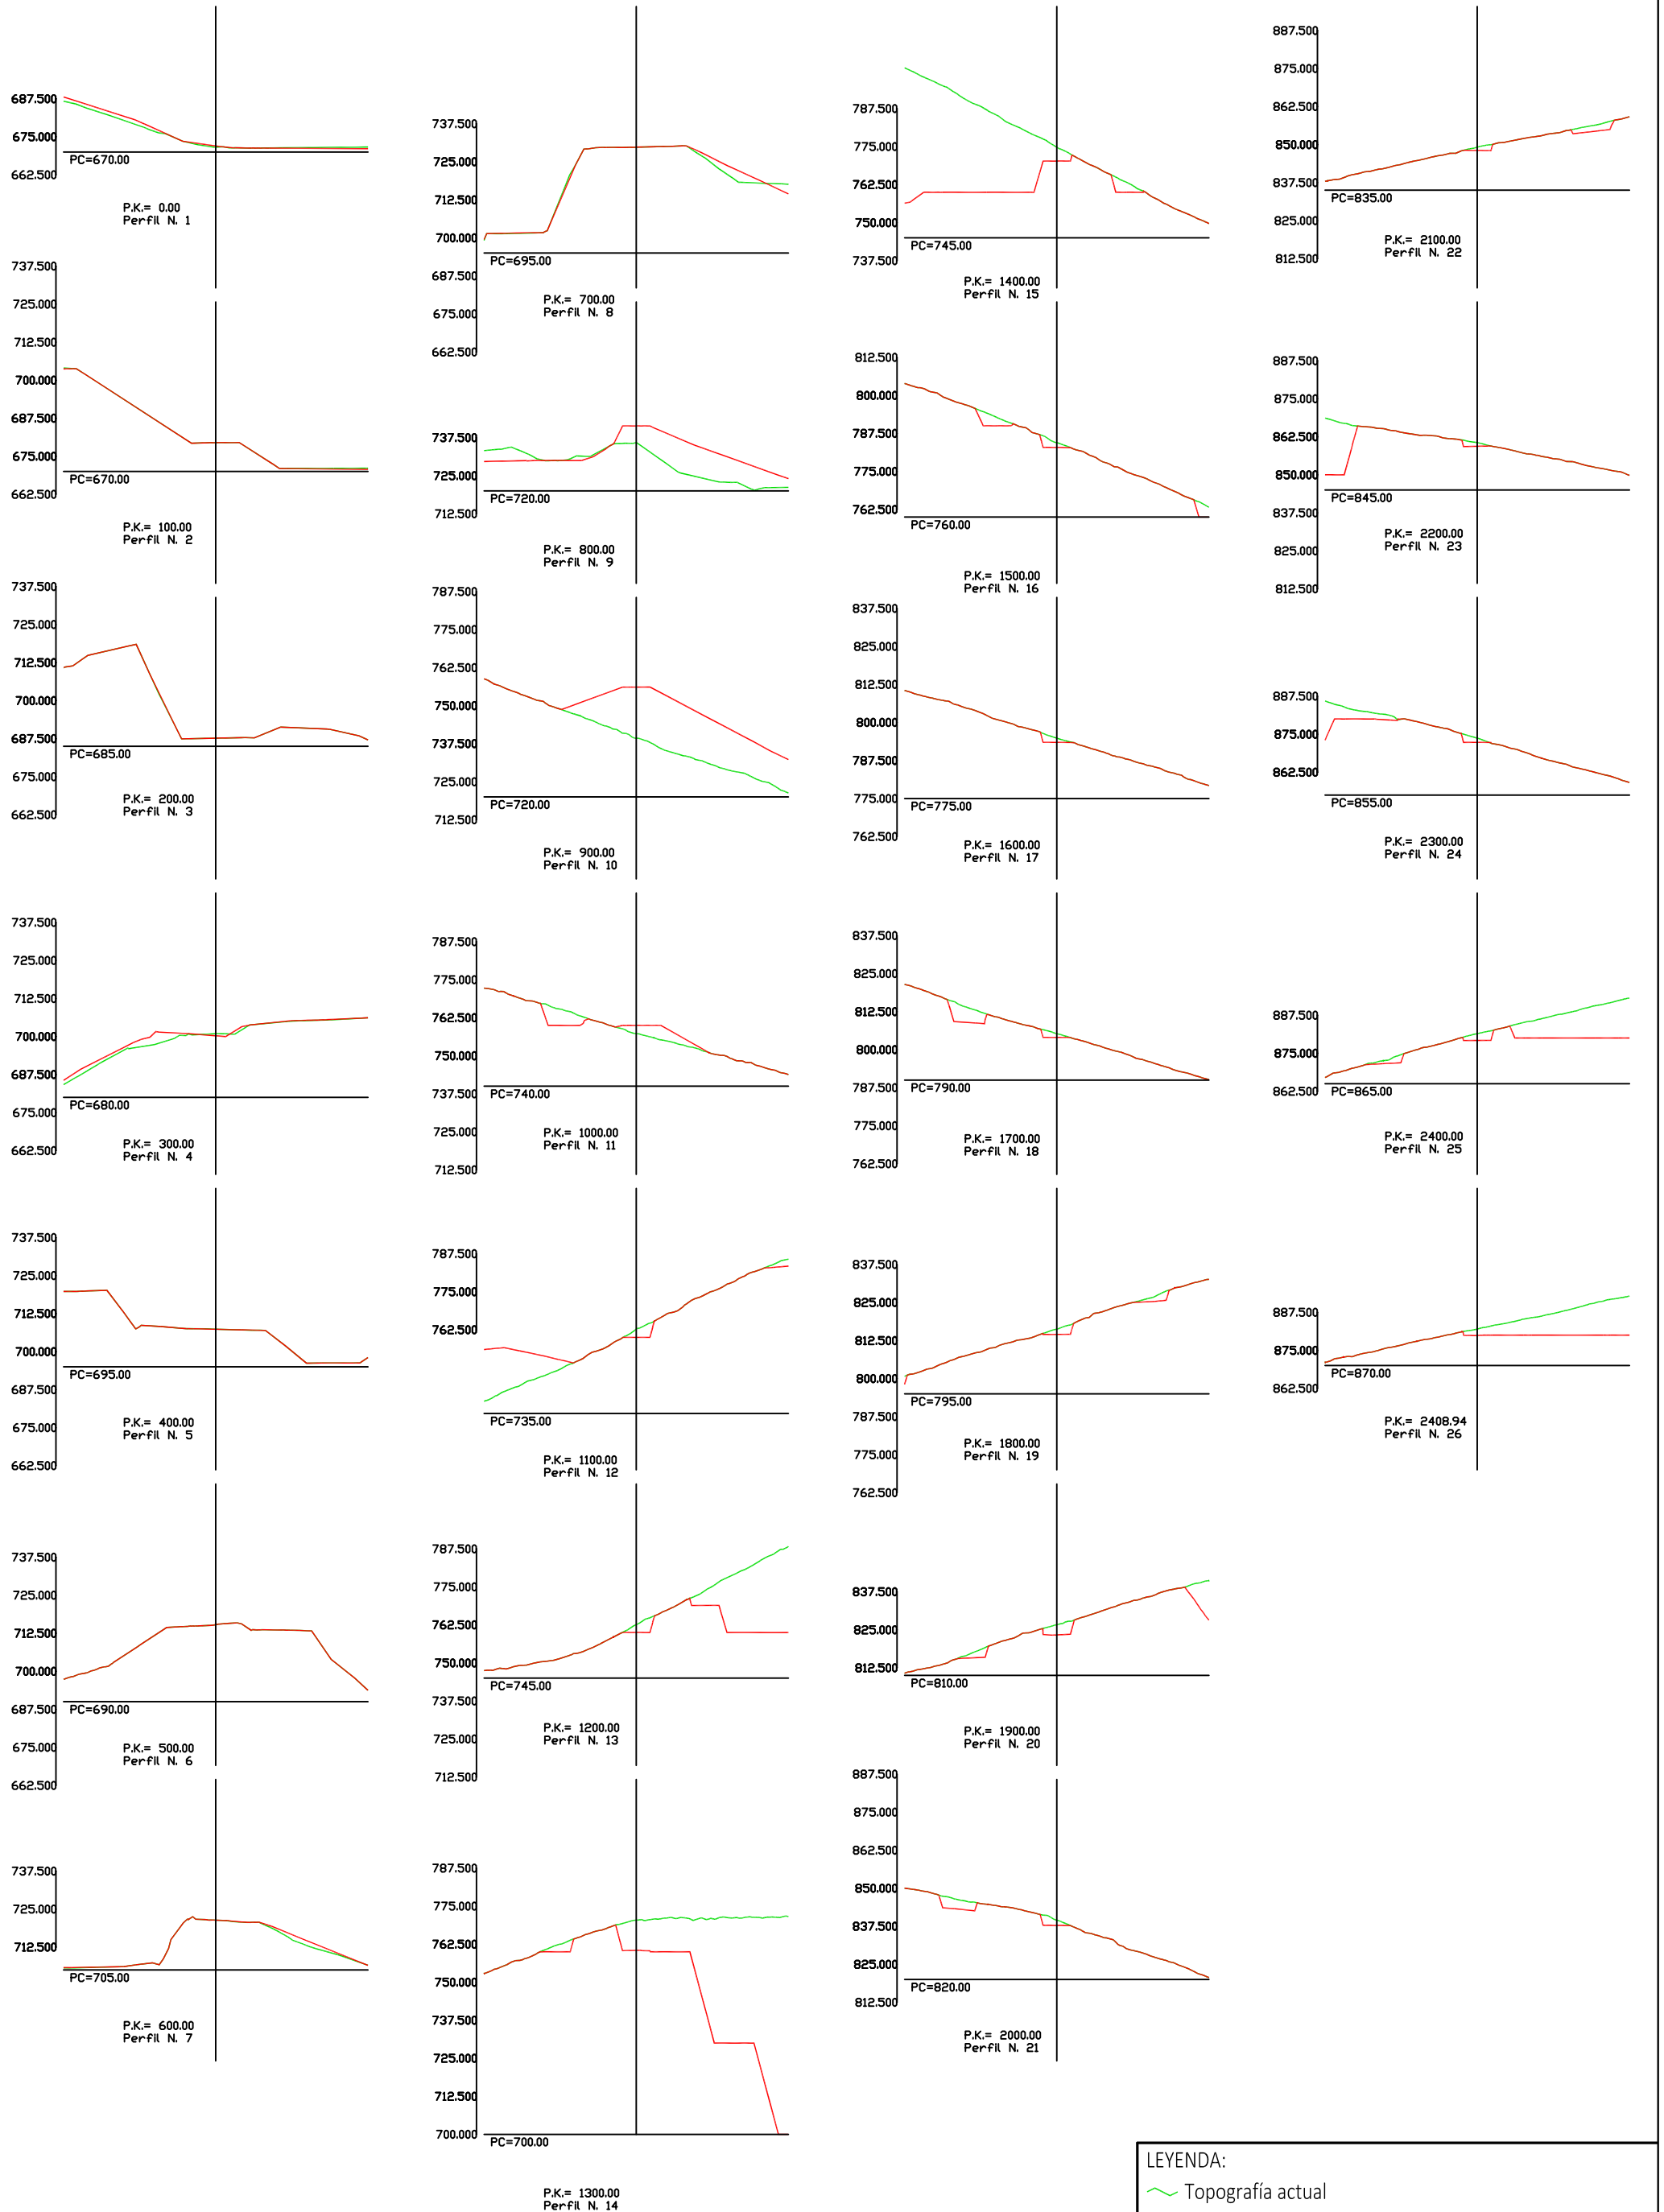 687.500
675.000
PC=670.00
662.500
P.K.= 0.00
Perfil N. 1
737.500
725.000
712.500
700.000
687.500
675.000
PC=670.00
662.500
P.K.= 100.00
Perfil N. 2
737.500
725.000
712.500
700.000
687.500
PC=685.00
675.000
662.500
P.K.= 200.00
Perfil N. 3
737.500
725.000
712.500
700.000
687.500
PC=680.00
675.000
662.500
P.K.= 300.00
Perfil N. 4
737.500
725.000
712.500
700.000
PC=695.00
687.500
675.000
662.500
P.K.= 400.00
Perfil N. 5
737.500
725.000
712.500
700.000
PC=690.00
687.500
675.000
662.500
P.K.= 500.00
Perfil N. 6
737.500
725.000
712.500
PC=705.00
P.K.= 600.00
Perfil N. 7
737.500
725.000
712.500
700.000
PC=695.00
687.500
675.000
662.500
P.K.= 700.00
Perfil N. 8
737.500
725.000
PC=720.00
712.500
P.K.= 800.00
Perfil N. 9
787.500
775.000
762.500
750.000
737.500
725.000
PC=720.00
712.500
P.K.= 900.00
Perfil N. 10
787.500
775.000
762.500
750.000
PC=740.00
737.500
725.000
712.500
P.K.= 1000.00
Perfil N. 11
787.500
775.000
762.500
PC=735.00
P.K.= 1100.00
Perfil N. 12
787.500
775.000
762.500
750.000
PC=745.00
737.500
725.000
712.500
P.K.= 1200.00
Perfil N. 13
787.500
775.000
762.500
750.000
737.500
725.000
712.500
700.000
PC=700.00
P.K.= 1300.00
Perfil N. 14
787.500
775.000
762.500
750.000
PC=745.00
737.500
P.K.= 1400.00
Perfil N. 15
812.500
800.000
787.500
775.000
762.500
PC=760.00
P.K.= 1500.00
Perfil N. 16
837.500
825.000
812.500
800.000
787.500
775.000
PC=775.00
762.500
P.K.= 1600.00
Perfil N. 17
837.500
825.000
812.500
800.000
PC=790.00
787.500
775.000
762.500
P.K.= 1700.00
Perfil N. 18
837.500
825.000
812.500
800.000
PC=795.00
787.500
775.000
762.500
P.K.= 1800.00
Perfil N. 19
837.500
825.000
812.500
PC=810.00
P.K.= 1900.00
Perfil N. 20
887.500
875.000
862.500
850.000
837.500
825.000
PC=820.00
812.500
P.K.= 2000.00
Perfil N. 21
887.500
875.000
862.500
850.000
837.500
PC=835.00
825.000
812.500
P.K.= 2100.00
Perfil N. 22
887.500
875.000
862.500
850.000
PC=845.00
837.500
825.000
812.500
P.K.= 2200.00
Perfil N. 23
887.500
875.000
862.500
PC=855.00
P.K.= 2300.00
Perfil N. 24
887.500
875.000
862.500
PC=865.00
P.K.= 2400.00
Perfil N. 25
887.500
875.000
PC=870.00
862.500
P.K.= 2408.94
Perfil N. 26
LEYENDA:
Topografía actual